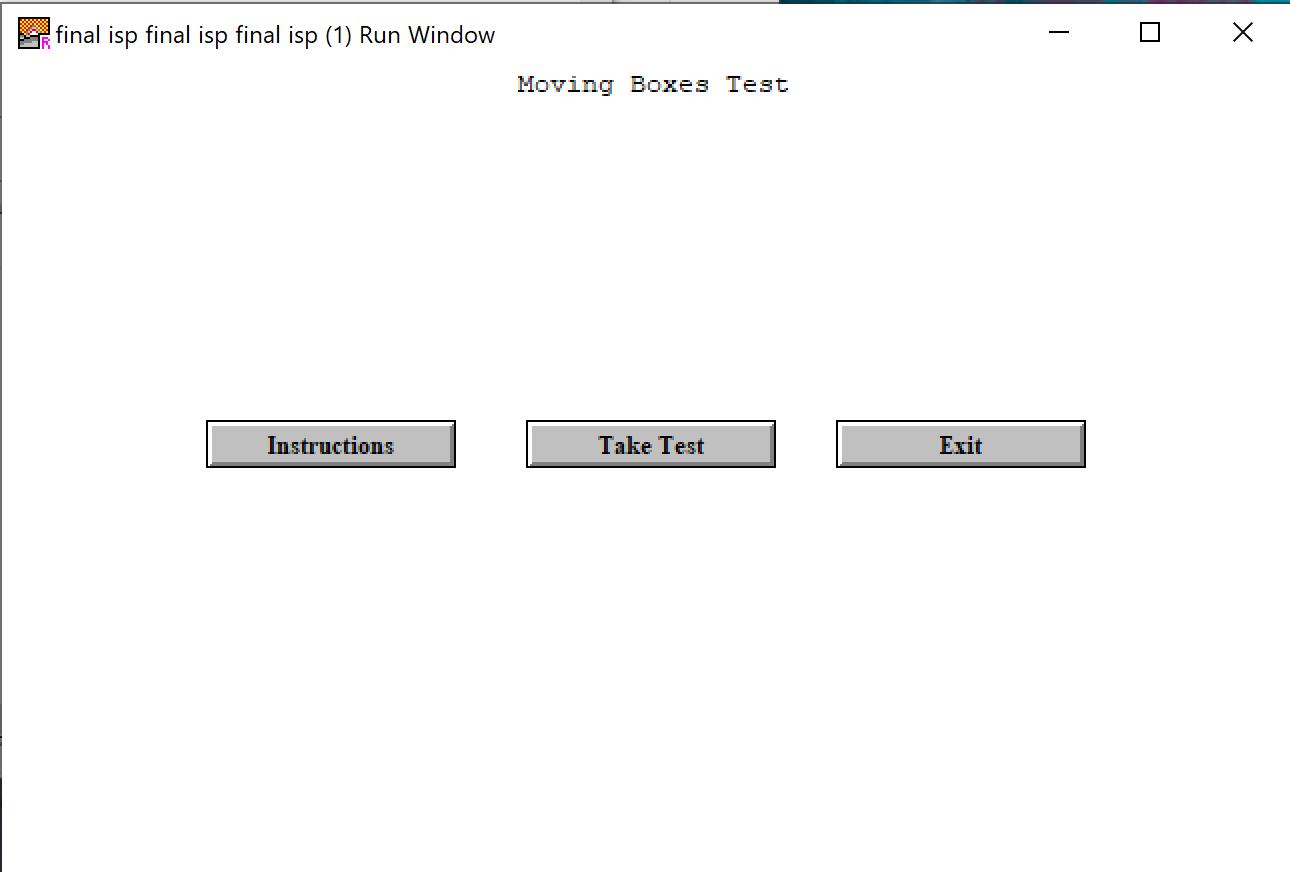 final isp final isp final isp (1) Run Window
Moving Boxes Test
Instructions
Take Test
Exit